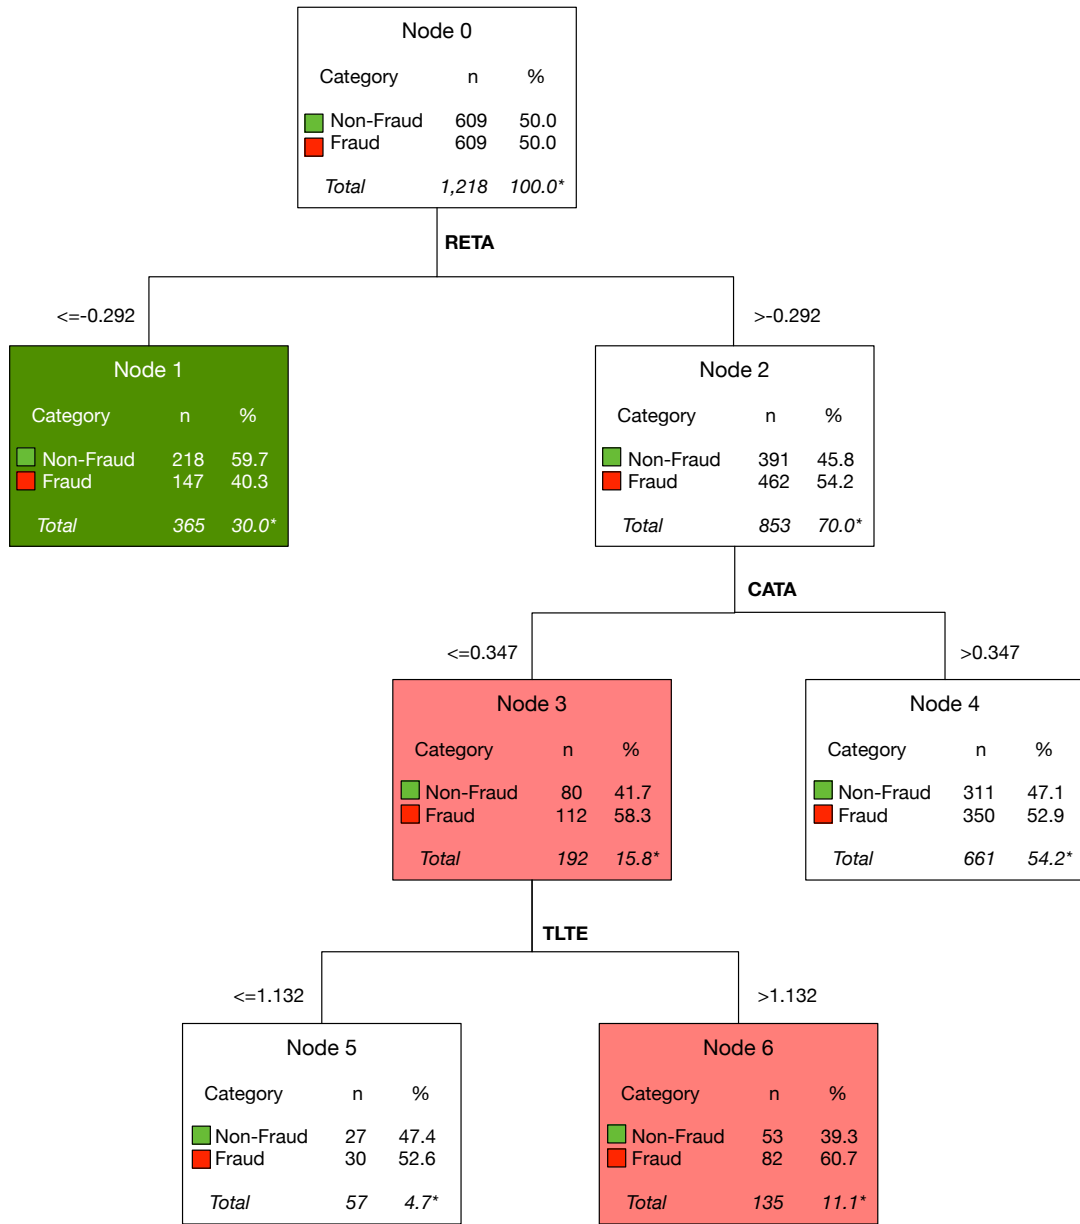 Node 0
Category n %
Non-Fraud 609 50.0
Fraud 609 50.0
Total 1,218 100.0*
RETA
<=-0.292
>-0.292
Node 1
Category n %
Non-Fraud 218 59.7
Fraud 147 40.3
Total 365 30.0*
Node 2
Category n %
Non-Fraud 391 45.8
Fraud 462 54.2
Total 853 70.0*
CATA
<=0.347
>0.347
Node 3
Category n %
Non-Fraud 80 41.7
Fraud 112 58.3
Total 192 15.8*
Node 4
Category n %
Non-Fraud 311 47.1
Fraud 350 52.9
Total 661 54.2*
TLTE
<=1.132
>1.132
Node 5
Category n %
Non-Fraud 27 47.4
Fraud 30 52.6
Total 57 4.7*
Node 6
Category n %
Non-Fraud 53 39.3
Fraud 82 60.7
Total 135 11.1*